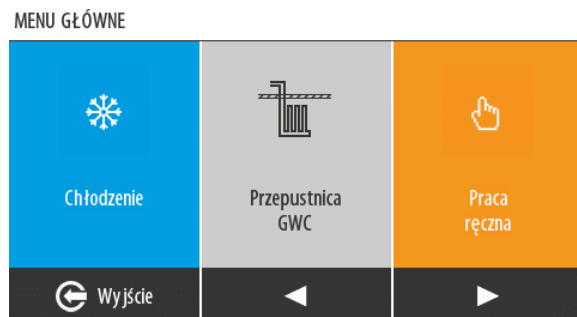 MENU GŁÓWNE
Chłodzenie
Przepustnica
GWC
Praca
ręczna
Wyjście